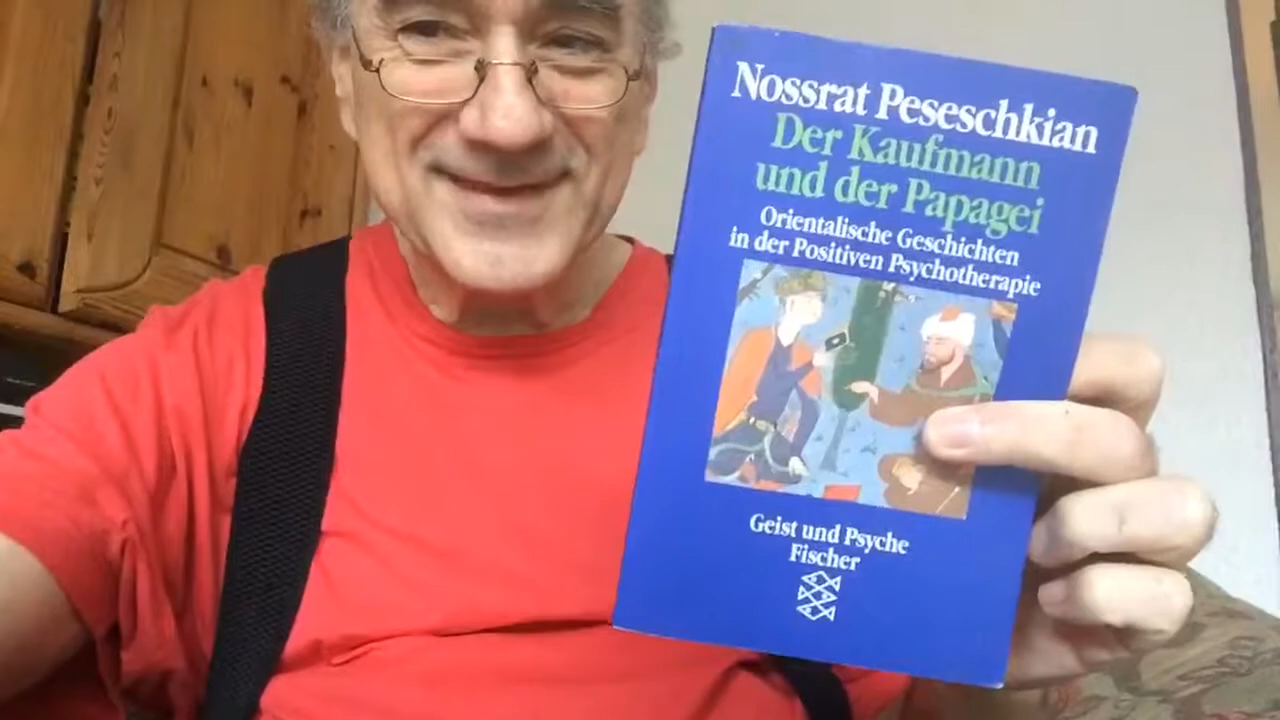 Nossrat Peseschkian
Der Kaufmann
und der Papagei
Orientalische Geschichten
in der Positiven Psychotherapie
Geist und Psyche
Fischer